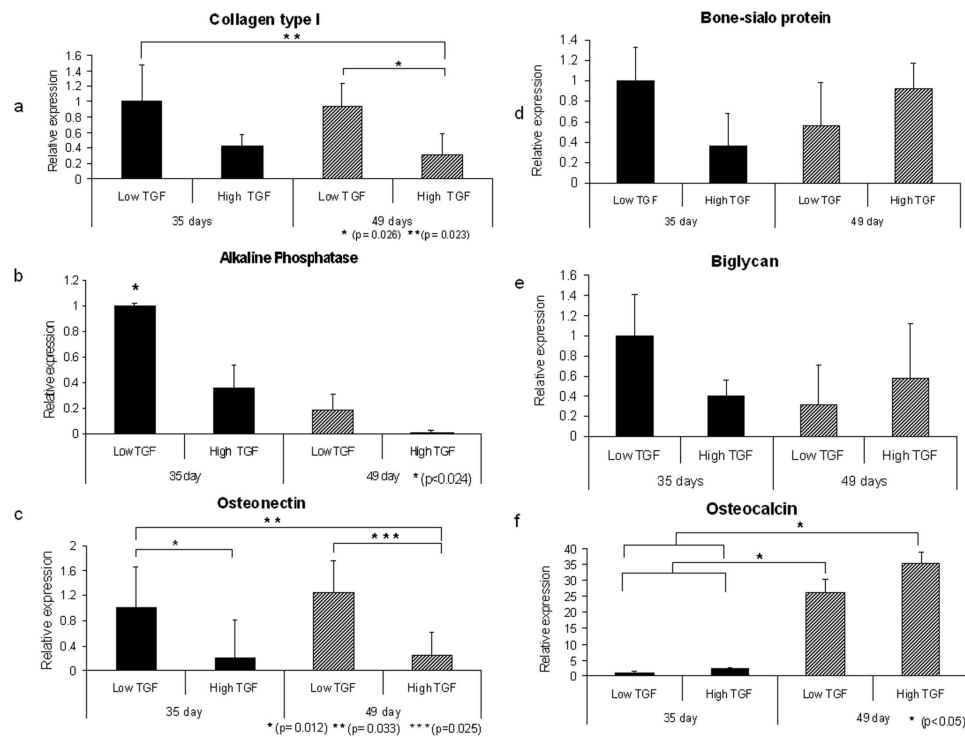 Collagen type I
**
*
a
Relative expression
1.6
1.4
1.2
1
0.8
0.6
0.4
0.2
0
Low TGF High TGF Low TGF High TGF
35 days 49 days
* (p=0.026) **(p=0.023)
b
Alkaline Phosphatase
*
Relative expression
1.2
1
0.8
0.6
0.4
0.2
0
Low TGF High TGF Low TGF High TGF
35 day 49 day
* (p<0.024)
c
Osteonectin
**
* ***
Relative expression
2
1.6
1.2
0.8
0.4
0
Low TGF High TGF Low TGF High TGF
35 day 49 day
* (p=0.012) ** (p=0.033) *** (p=0.025)
Bone-sialo protein
d
Relative expression
1.4
1.2
1
0.8
0.6
0.4
0.2
0
Low TGF High TGF Low TGF High TGF
35 day 49 day
e
Biglycan
Relative expression
1.6
1.4
1.2
1
0.8
0.6
0.4
0.2
0
Low TGF High TGF Low TGF High TGF
35 days 49 days
f
Osteocalcin
*
*
Relative expression
40
35
30
25
20
15
10
5
0
Low TGF High TGF Low TGF High TGF
35 day 49 day
* (p<0.05)